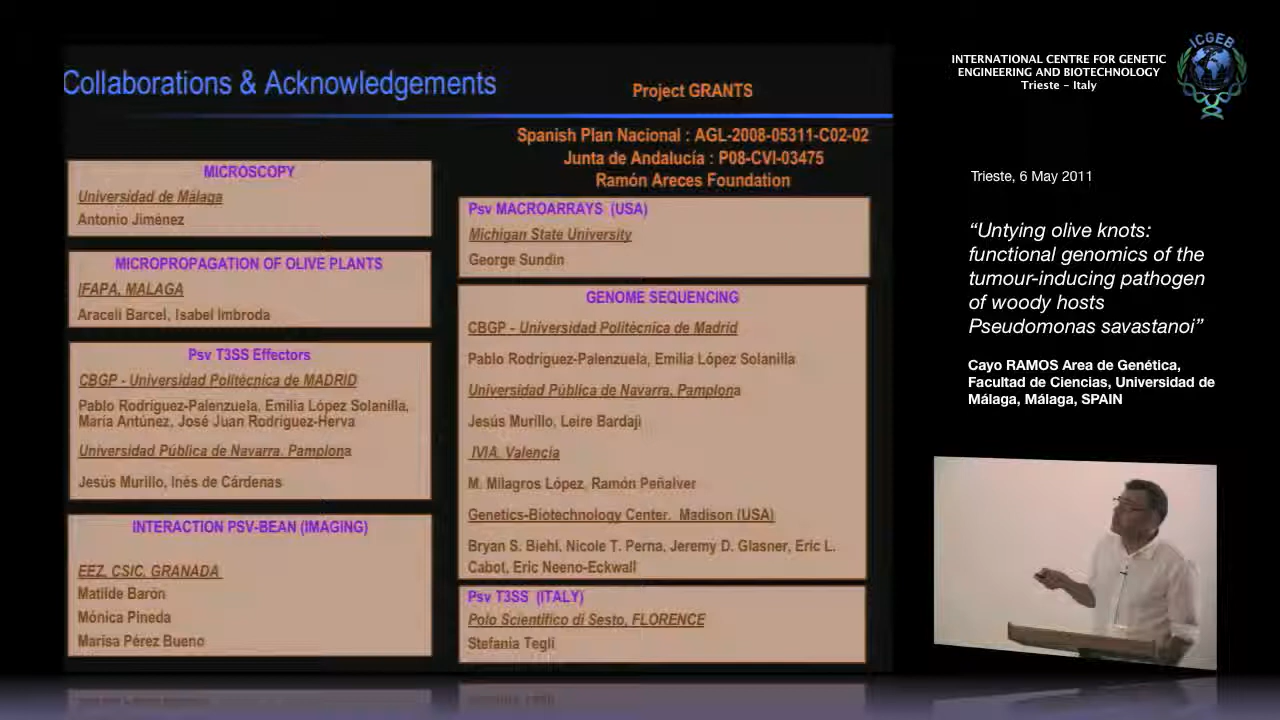 Collaborations & Acknowledgements
Project GRANTS
Spanish Plan Nacional : AGL-2008-05311-C02-02
Junta de Andalucía : P08-CVI-03475
Ramón Areces Foundation
MICROSCOPY
Universidad de Málaga
Antonio Jiménez
MICROPROPAGATION OF OLIVE PLANTS
IFAPA, MALAGA
Araceli Barcel, Isabel Imbroda
Psv T3SS Effectors
CBGP - Universidad Politécnica de MADRID
Pablo Rodríguez-Palenzuela, Emilia López Solanilla,
María Antúnez, José Juan Rodríguez-Herva
Universidad Pública de Navarra. Pamplona
Jesús Murillo, Inés de Cárdenas
INTERACTION PSV-BEAN (IMAGING)
EEZ, CSIC, GRANADA
Matilde Barón
Mónica Pineda
Marisa Pérez Bueno
Psv MACROARRAYS (USA)
Michigan State University
George Sundin
GENOME SEQUENCING
CBGP - Universidad Politécnica de Madrid
Pablo Rodríguez-Palenzuela, Emilia López Solanilla
Universidad Pública de Navarra, Pamplona
Jesús Murillo, Leire Bardaji
IVIA. Valencia
M. Milagros López, Ramón Peñalver
Genetics-Biotechnology Center. Madison (USA)
Bryan S. Biehl, Nicole T. Perna, Jeremy D. Glasner, Eric L.
Cabot, Eric Neeno-Eckwall
Psv T3SS (ITALY)
Polo Scientifico di Sesto, FLORENCE
Stefania Tegli
INTERNATIONAL CENTRE FOR GENETIC
ENGINEERING AND BIOTECHNOLOGY
Trieste - Italy
ICGEB
Trieste, 6 May 2011
“Untying olive knots:
functional genomics of the
tumour-inducing pathogen
of woody hosts
Pseudomonas savastanoi”
Cayo RAMOS Area de Genética,
Facultad de Ciencias, Universidad de
Málaga, Málaga, SPAIN